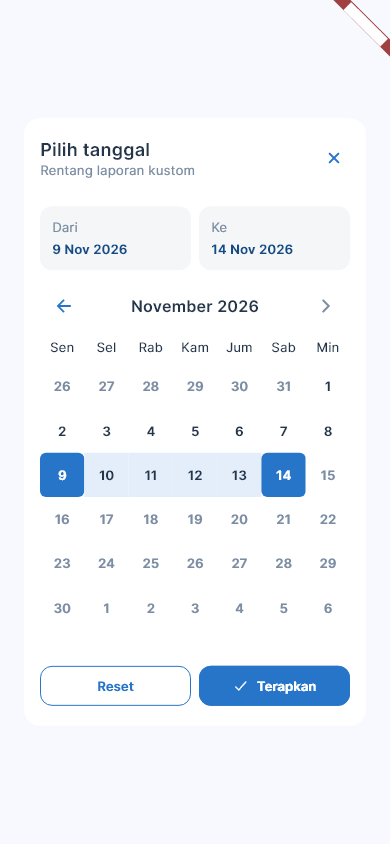 Pilih tanggal
Rentang laporan kustom
Dari Ke
9 Nov 2026 14 Nov 2026
November 2026
Sen Sel Rab Kam Jum Sab Min
26 27 28 29 30 31 1
2 3 4 5 6 7 8
9 10 11 12 13 14 15
16 17 18 19 20 21 22
23 24 25 26 27 28 29
30 1 2 3 4 5 6
Reset Terapkan